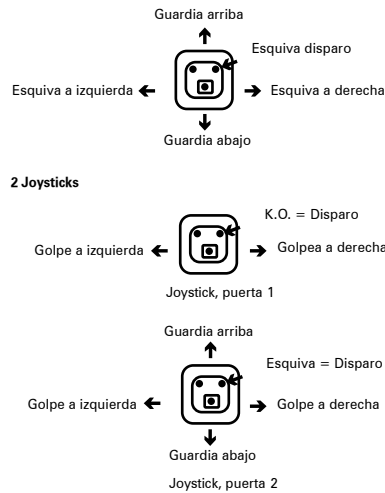 Guardia arriba
Esquiva disparo
Esquiva a izquierda
Esquiva a derecha
Guardia abajo
2 Joysticks
K.O. = Disparo
Golpe a izquierda
Golpea a derecha
Joystick, puerta 1
Guardia arriba
Esquiva = Disparo
Golpe a izquierda
Golpe a derecha
Guardia abajo
Joystick, puerta 2